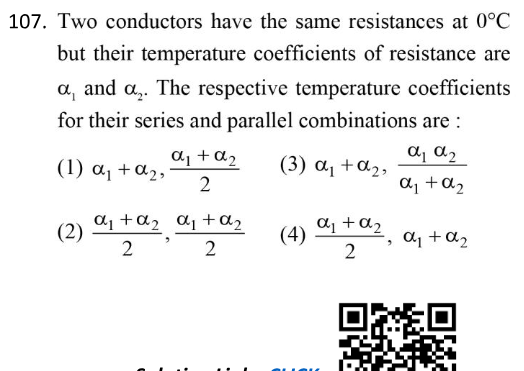 107. Two conductors have the same resistances at 0°C
but their temperature coefficients of resistance are
α₁ and α₂. The respective temperature coefficients
for their series and parallel combinations are :
(1) α₁ + α₂, (α₁ + α₂)/2 (3) α₁ + α₂, (α₁ α₂)/(α₁ + α₂)
(2) (α₁ + α₂)/2, (α₁ + α₂)/2 (4) (α₁ + α₂)/2, α₁ + α₂